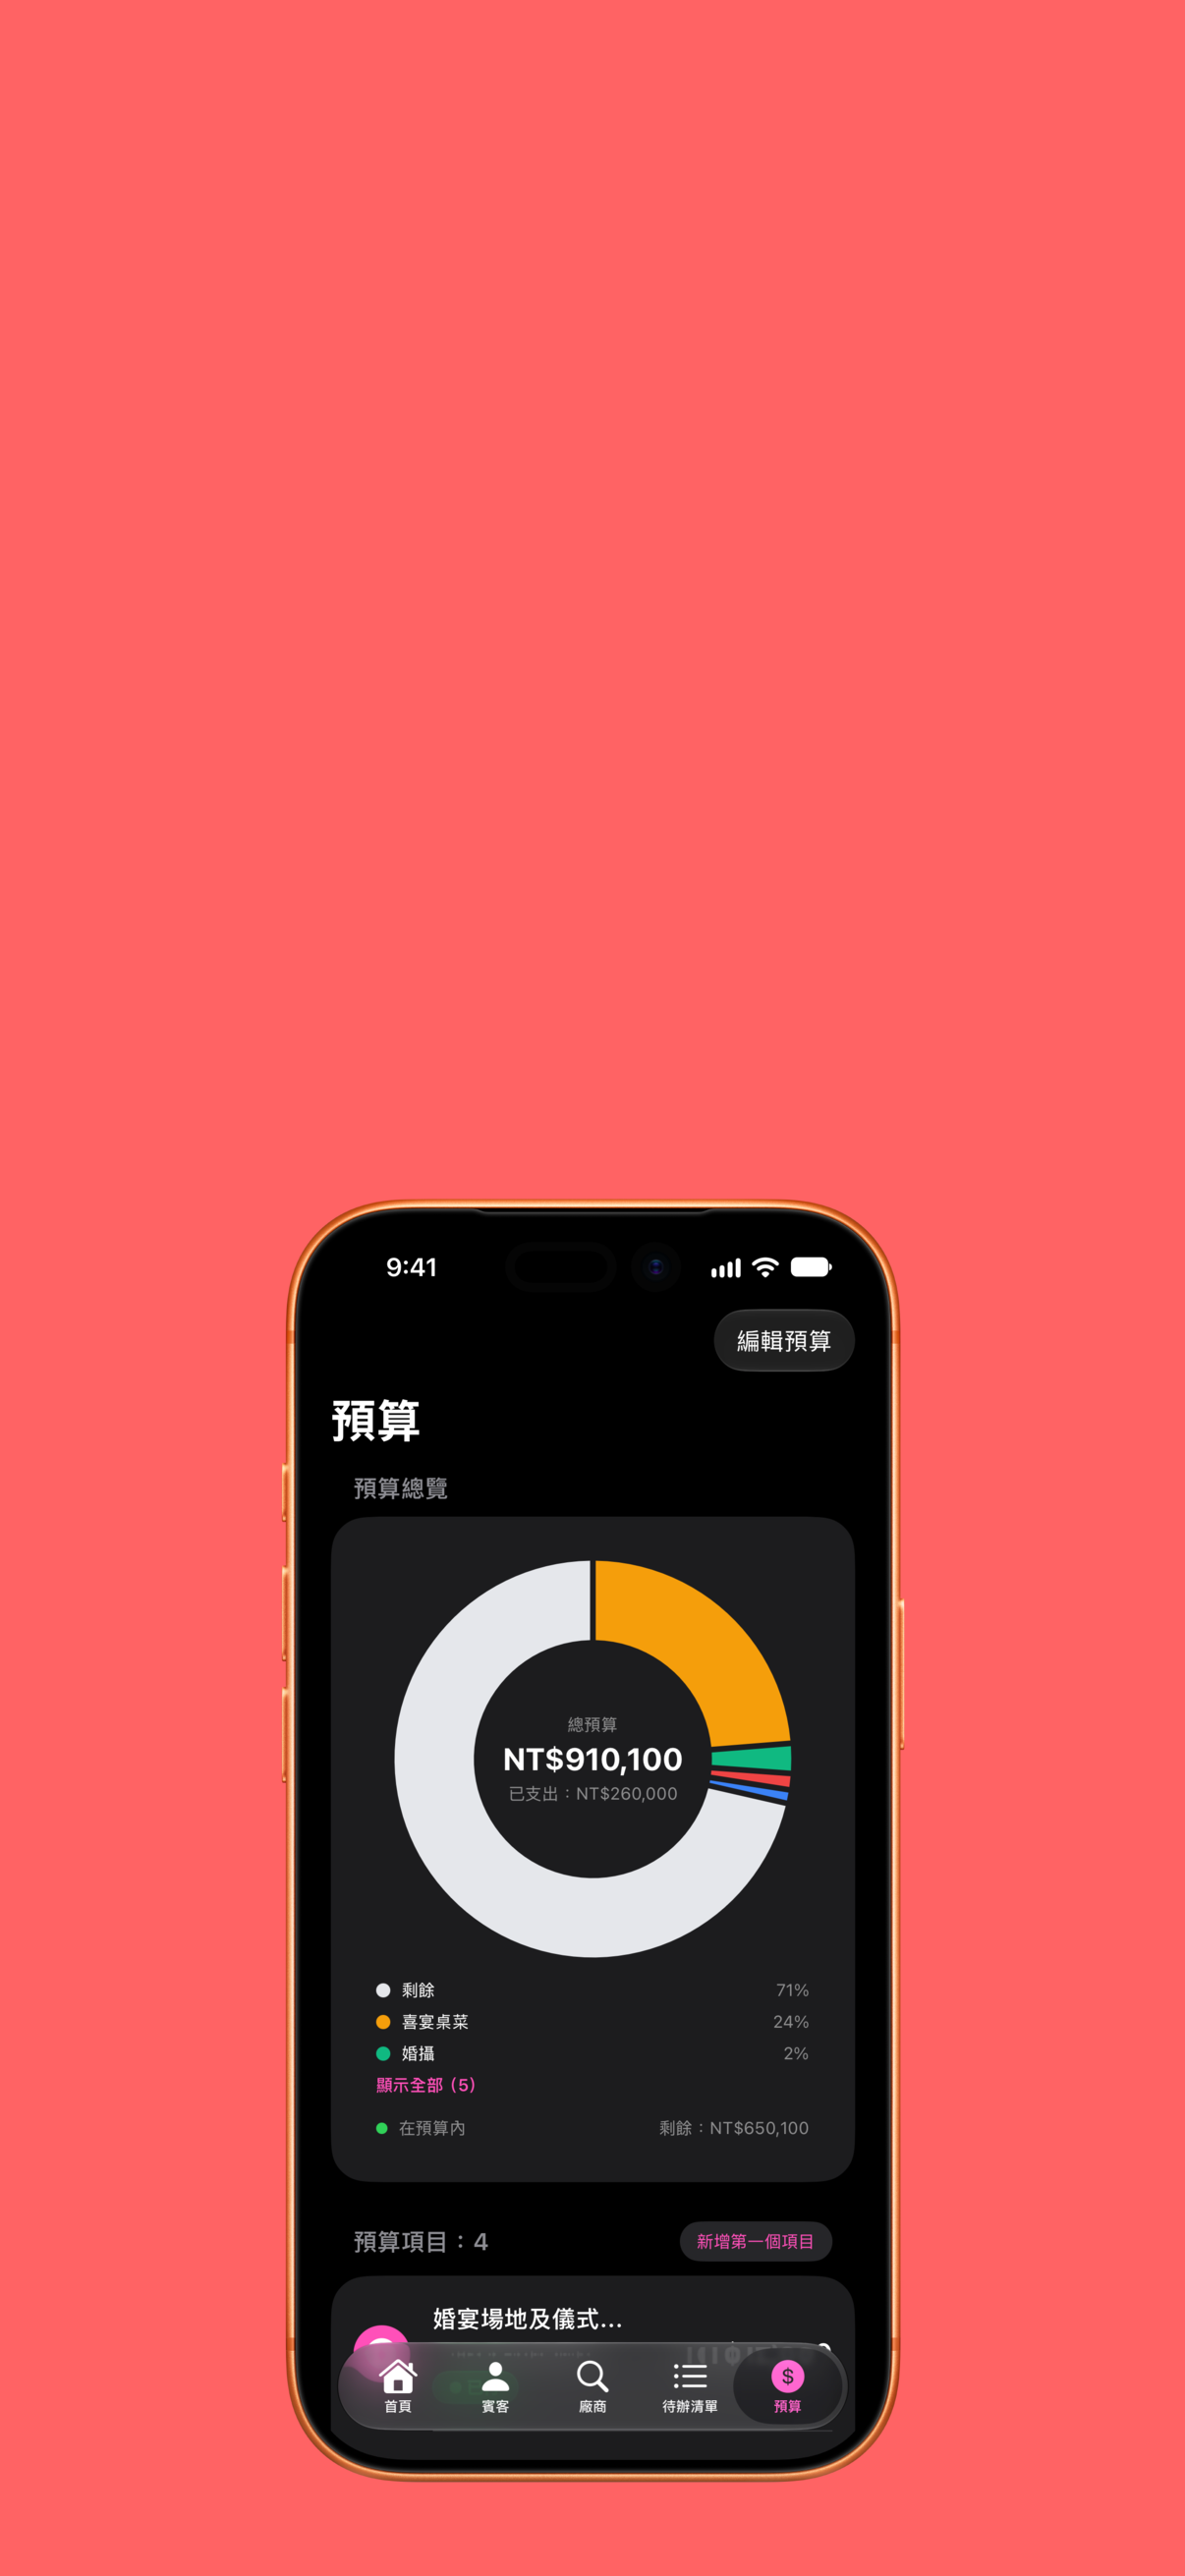 9:41
編輯預算
預算
預算總覽
總預算
NT$910,100
已支出：NT$260,000
剩餘 71%
喜宴桌菜 24%
婚攝 2%
顯示全部（5）
在預算內 剩餘：NT$650,100
預算項目：4 新增第一個項目
婚宴場地及儀式...
首頁 賓客 廠商 待辦清單 預算